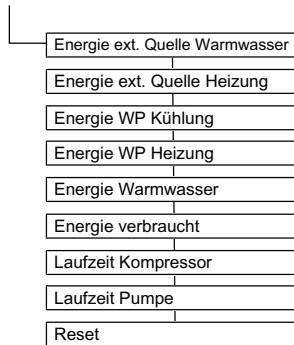 Energie ext. Quelle Warmwasser
Energie ext. Quelle Heizung
Energie WP Kühlung
Energie WP Heizung
Energie Warmwasser
Energie verbraucht
Laufzeit Kompressor
Laufzeit Pumpe
Reset